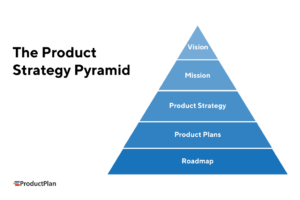 The Product
Strategy Pyramid
Vision
Mission
Product Strategy
Product Plans
Roadmap
ProductPlan